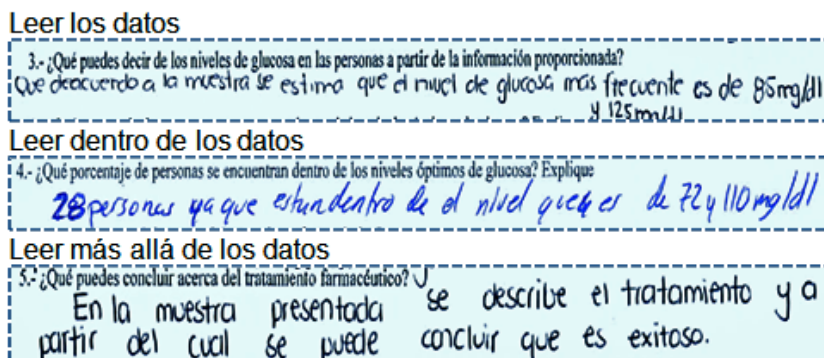 Leer los datos
3.- ¿Qué puedes decir de los niveles de glucosa en las personas a partir de la información proporcionada?
Que deacuerdo a la muestra se estima que el nivel de glucosa más frecuente es de 85mg/dl
y 125mm/dl
Leer dentro de los datos
4.- ¿Qué porcentaje de personas se encuentran dentro de los niveles óptimos de glucosa? Explique
28 personas ya que estan dentro de el nivel que es de 72 y 110 mg/dl
Leer más allá de los datos
5.- ¿Qué puedes concluir acerca del tratamiento farmacéutico?
En la muestra presentada se describe el tratamiento y a
partir del cual se puede concluir que es exitoso.